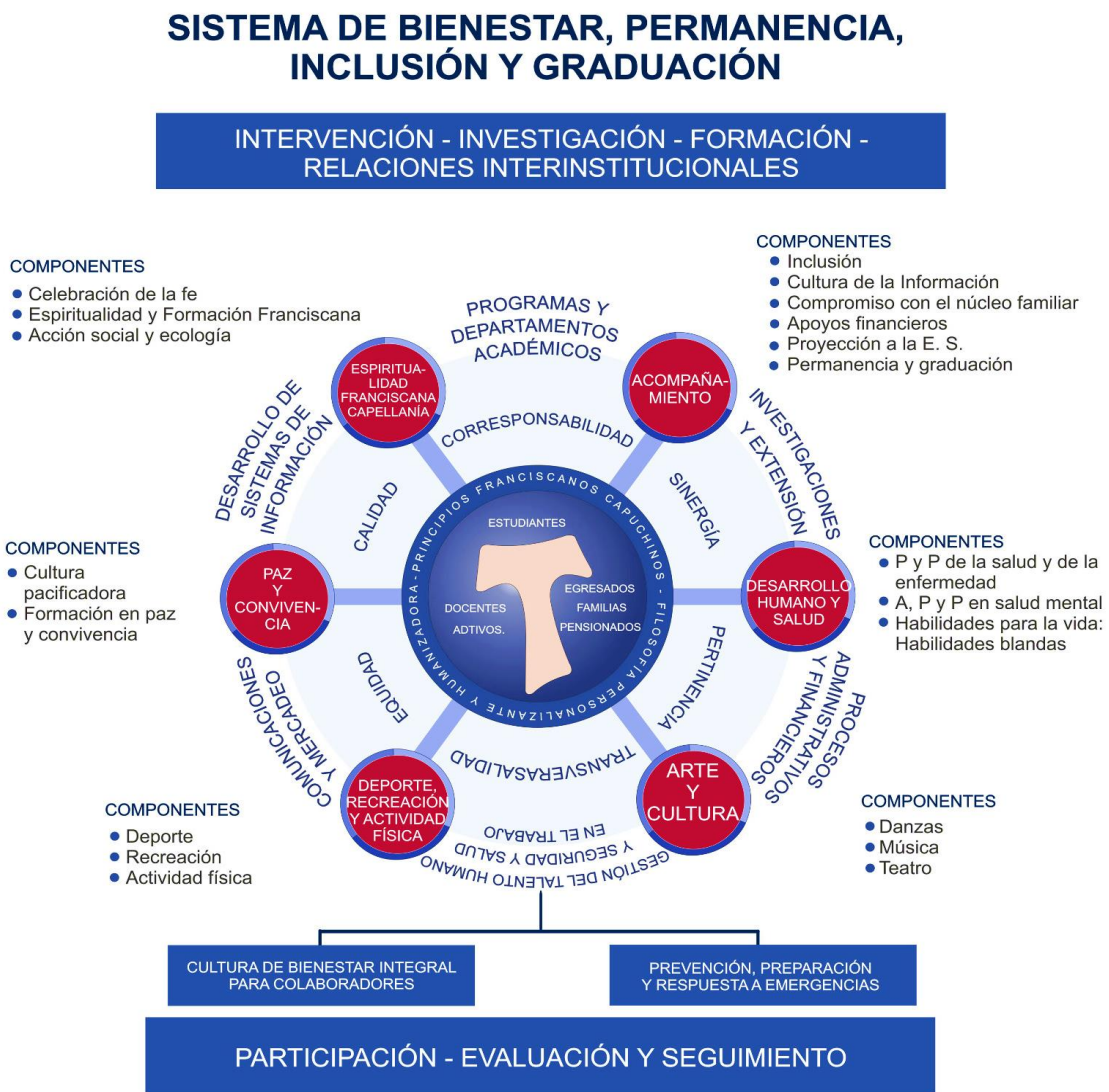 SISTEMA DE BIENESTAR, PERMANENCIA,
INCLUSIÓN Y GRADUACIÓN
INTERVENCIÓN - INVESTIGACIÓN - FORMACIÓN -
RELACIONES INTERINSTITUCIONALES
COMPONENTES
Celebración de la fe
Espiritualidad y Formación Franciscana
Acción social y ecología
COMPONENTES
Inclusión
Cultura de la Información
Compromiso con el núcleo familiar
Apoyos financieros
Proyección a la E. S.
Permanencia y graduación
PROGRAMAS Y
DEPARTAMENTOS
ACADÉMICOS
ESPIRITUA-
LIDAD
FRANCISCANA
CAPELLANÍA
ACOMPAÑA-
MIENTO
DESARROLLO DE
SISTEMAS DE
INFORMACIÓN
CORRESPONSABILIDAD
INVESTIGACIONES
Y EXTENSIÓN
CALIDAD
SINERGÍA
PRINCIPIOS FRANCISCANOS CAPUCHINOS - FILOSOFÍA PERSONALIZANTE Y HUMANIZADORA -
ESTUDIANTES
DOCENTES
ADTIVOS.
EGRESADOS
FAMILIAS
PENSIONADOS
COMPONENTES
Cultura
pacificadora
Formación en paz
y convivencia
PAZ
Y
CONVIVEN-
CIA
DESARROLLO
HUMANO Y
SALUD
COMPONENTES
P y P de la salud y de la
enfermedad
A, P y P en salud mental
Habilidades para la vida:
Habilidades blandas
EQUIDAD
PERTINENCIA
COMUNICACIONES
Y MERCADEO
PROCESOS
ADMINISTRATIVOS
Y FINANCIEROS
TRANSVERASALIDAD
DEPORTE,
RECREACIÓN
Y ACTIVIDAD
FÍSICA
ARTE
Y
CULTURA
COMPONENTES
Deporte
Recreación
Actividad física
COMPONENTES
Danzas
Música
Teatro
GESTIÓN DEL TALENTO HUMANO
Y SEGURIDAD Y SALUD
EN EL TRABAJO
CULTURA DE BIENESTAR INTEGRAL
PARA COLABORADORES
PREVENCIÓN, PREPARACIÓN
Y RESPUESTA A EMERGENCIAS
PARTICIPACIÓN - EVALUACIÓN Y SEGUIMIENTO